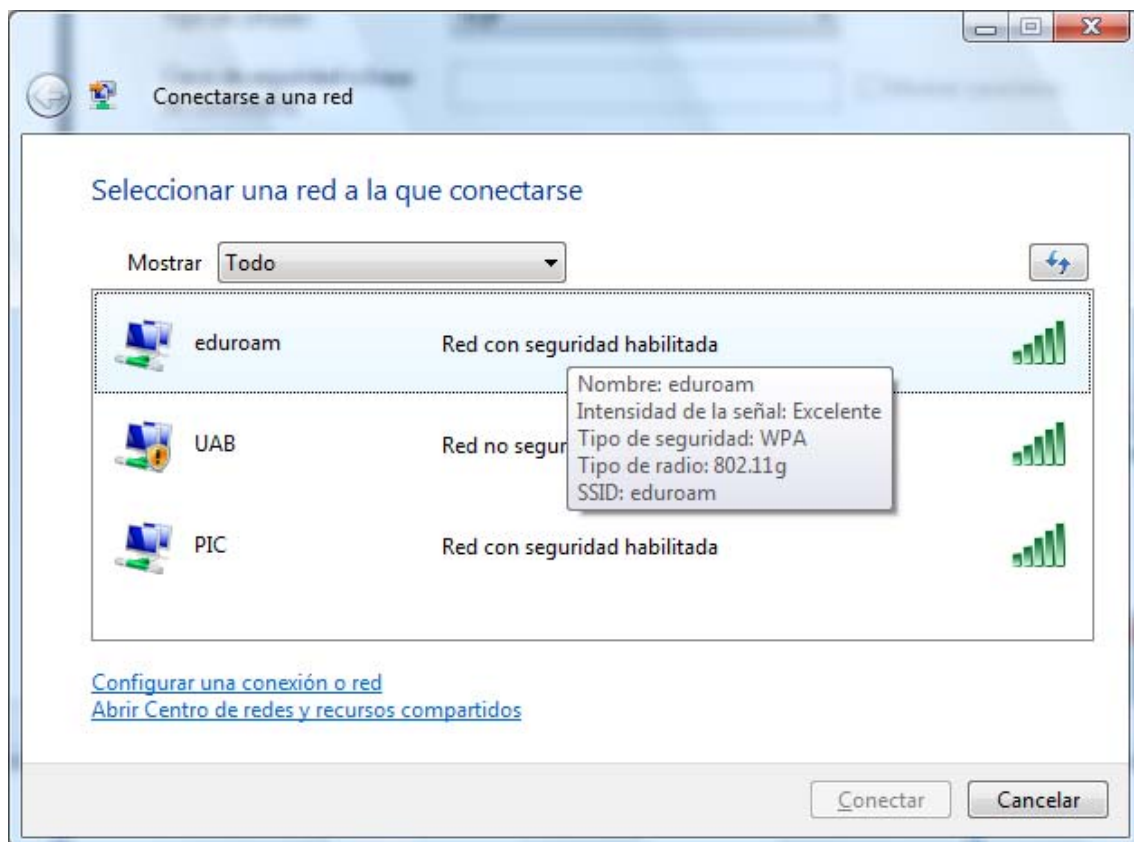 Conectarse a una red
Seleccionar una red a la que conectarse
Mostrar Todo
eduroam Red con seguridad habilitada
Nombre: eduroam
Intensidad de la señal: Excelente
Tipo de seguridad: WPA
Tipo de radio: 802.11g
SSID: eduroam
UAB Red no segur
PIC Red con seguridad habilitada
Configurar una conexión o red
Abrir Centro de redes y recursos compartidos
Conectar Cancelar